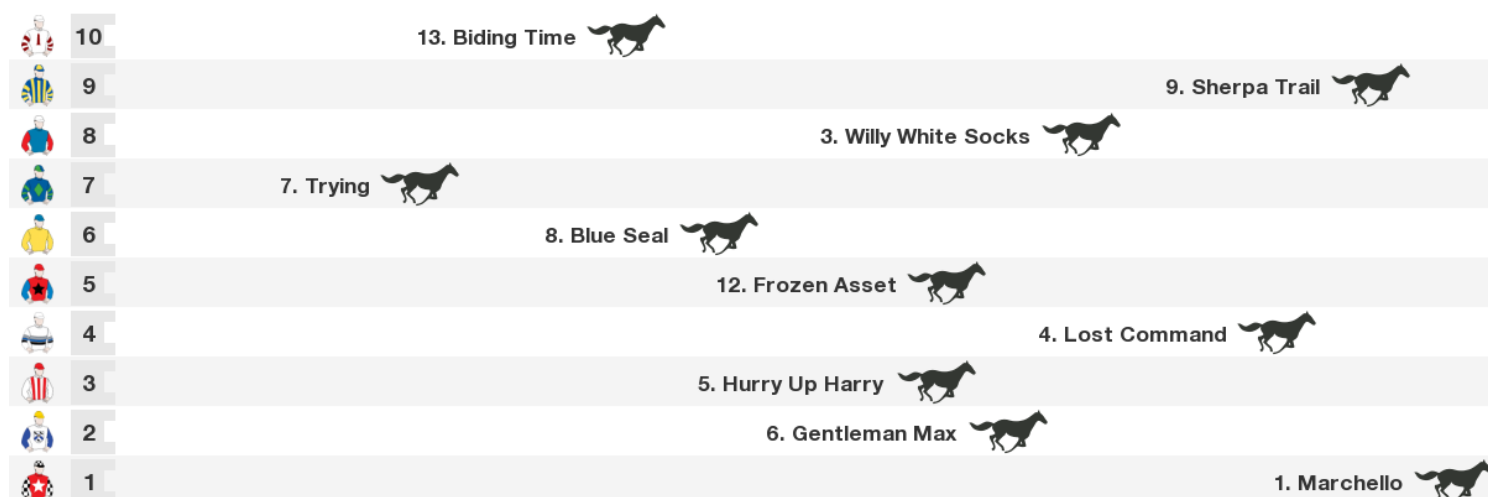 10 13. Biding Time
9 9. Sherpa Trail
8 3. Willy White Socks
7 7. Trying
6 8. Blue Seal
5 12. Frozen Asset
4 4. Lost Command
3 5. Hurry Up Harry
2 6. Gentleman Max
1 1. Marchello